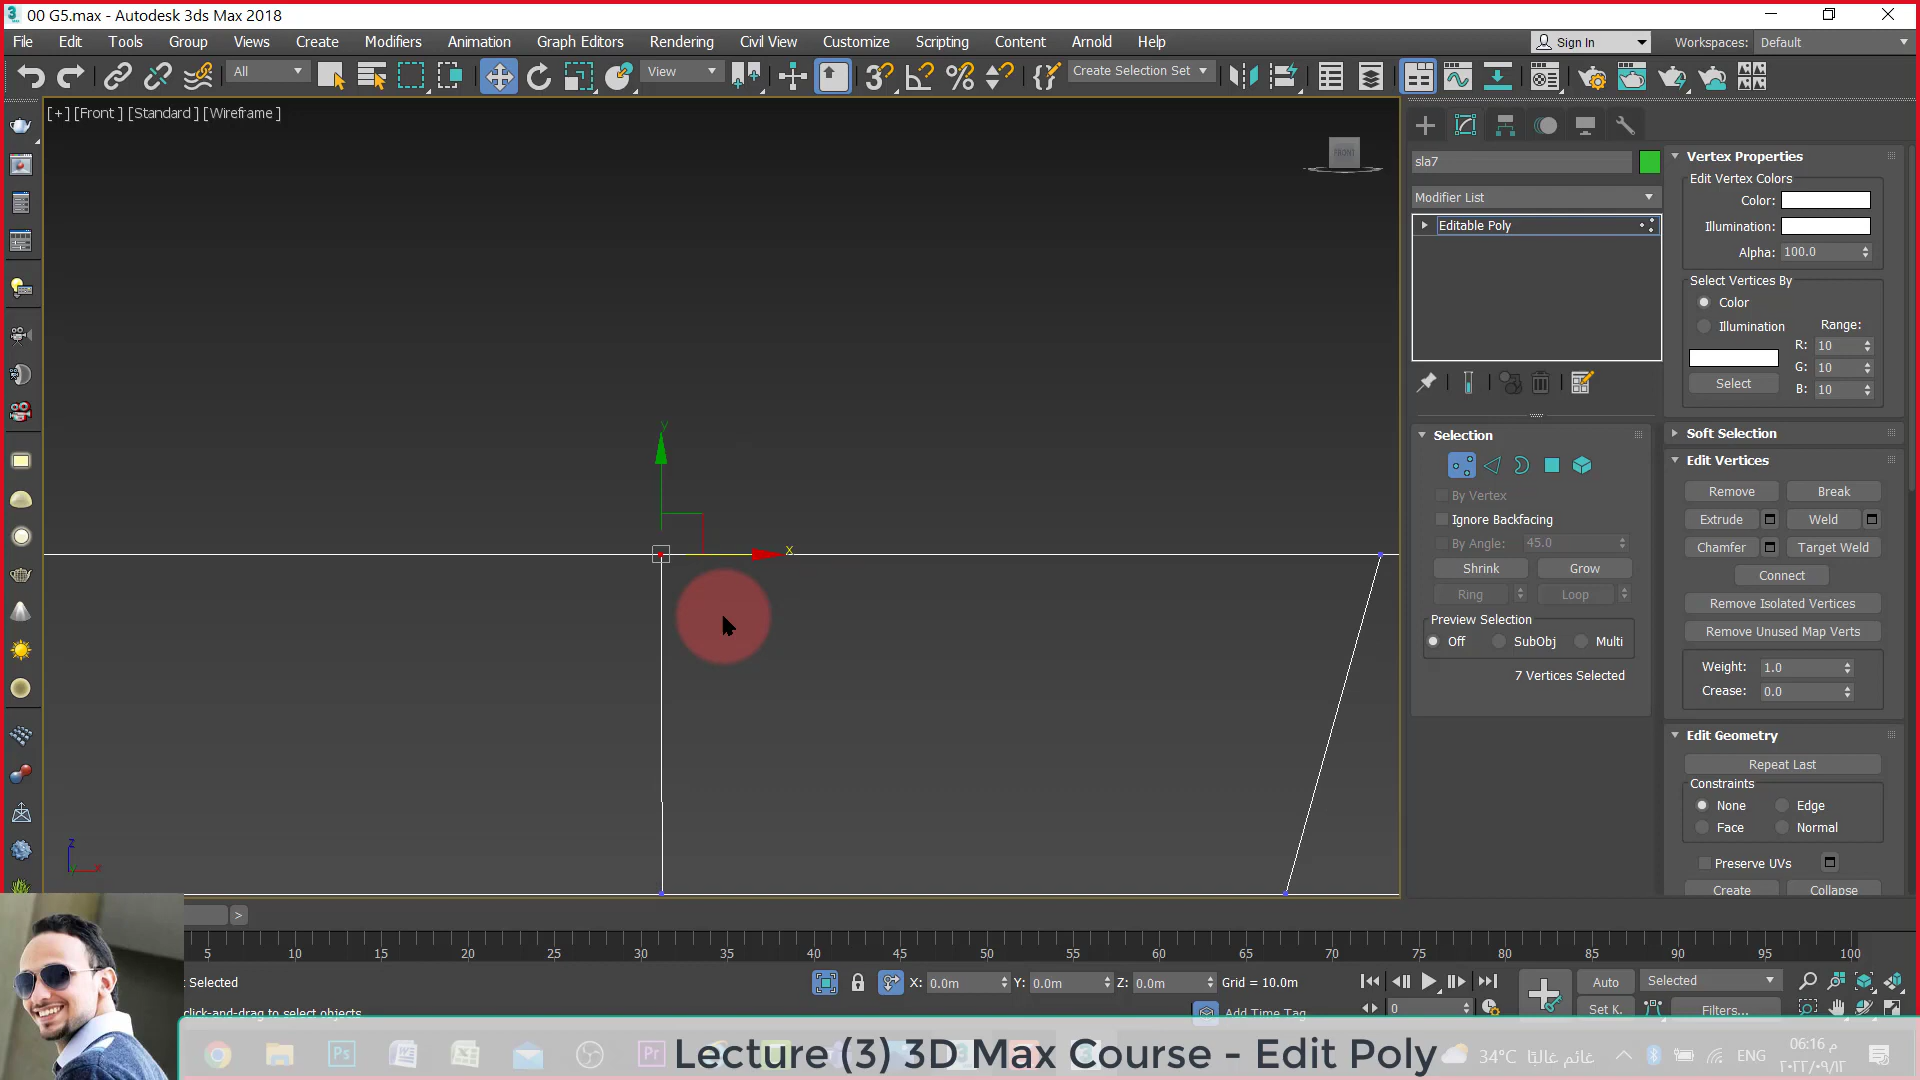 00 G5.max - Autodesk 3ds Max 2018
File Edit Tools Group Views Create Modifiers Animation Graph Editors Rendering Civil View Customize Scripting Content Arnold Help
Sign In Workspaces: Default
All View Create Selection Set
[+] [Front ] [Standard ] [Wireframe ]
FRONT
sla7
Modifier List
Editable Poly
Selection
By Vertex
Ignore Backfacing
By Angle: 45.0
Shrink Grow
Ring Loop
Preview Selection
Off SubObj Multi
7 Vertices Selected
Vertex Properties
Edit Vertex Colors
Color:
Illumination:
Alpha: 100.0
Select Vertices By
Color
Illumination Range:
R: 10
G: 10
Select B: 10
Soft Selection
Edit Vertices
Remove Break
Extrude Weld
Chamfer Target Weld
Connect
Remove Isolated Vertices
Remove Unused Map Verts
Weight: 1.0
Crease: 0.0
Edit Geometry
Repeat Last
Constraints
None Edge
Face Normal
Preserve UVs
Create Collapse
y
x
z
x
>
5 10 15 20 25 30 35 40 45 50 55 60 65 70 75 80 85 90 95 100
Selected X: 0.0m Y: 0.0m Z: 0.0m Grid = 10.0m Auto Selected
click-and-drag to select objects Add Time Tag 0 Set K. Filters...
Lecture (3) 3D Max Course - Edit Poly
34°C غائم غالبًا ENG
06:16 م
٢٠٢٢/٠٩/١٢